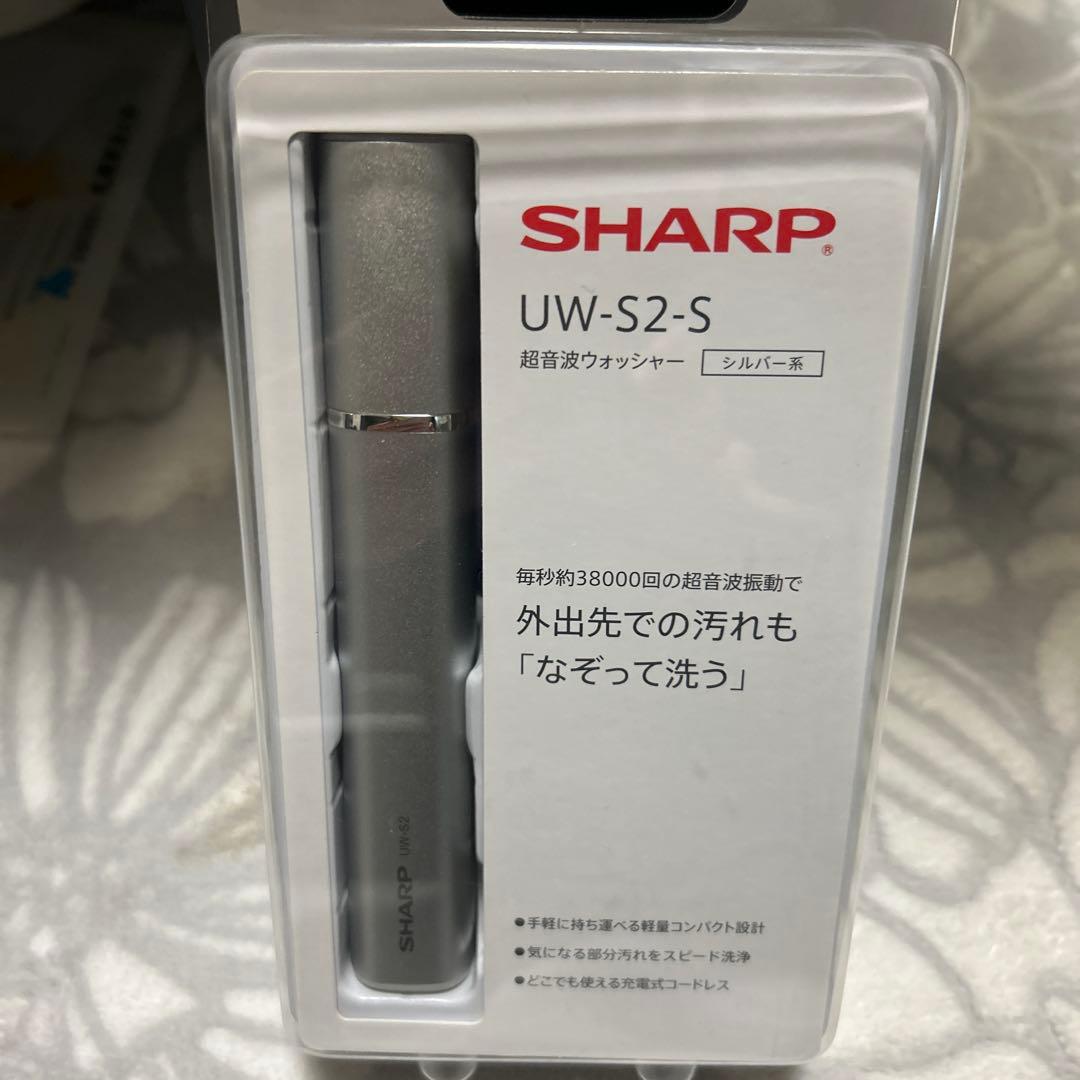 SHARP®
UW-S2-S
超音波ウォッシャー シルバー系
毎秒約38000回の超音波振動で
外出先での汚れも
「なぞって洗う」
●手軽に持ち運べる軽量コンパクト設計
●気になる部分汚れをスピード洗浄
●どこでも使える充電式コードレス
SHARP UW-S2